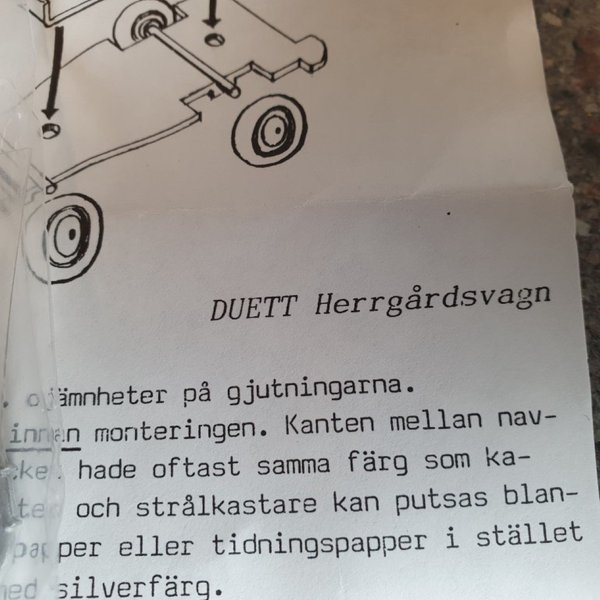 DUETT Herrgårdsvagn
ojämnheter på gjutningarna.
innan monteringen. Kanten mellan nav-
hade oftast samma färg som ka-
och strålkastare kan putsas blan-
papper eller tidningspapper i stället
med silverfärg.